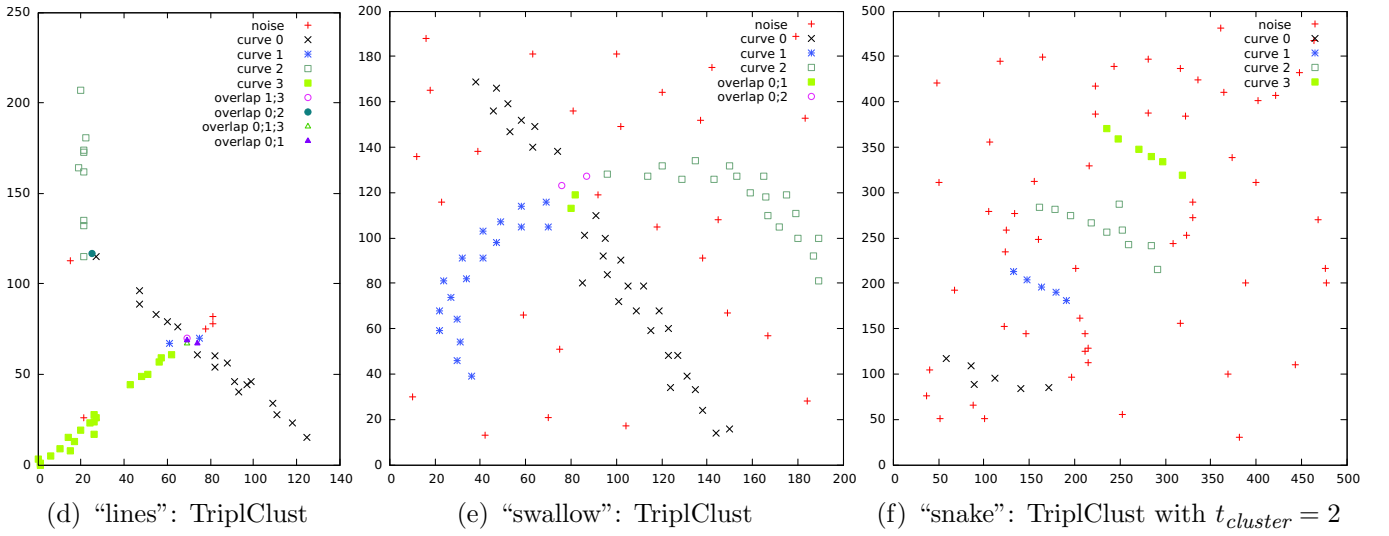 250
200
150
100
50
0
0 20 40 60 80 100 120 140
noise
curve 0
curve 1
curve 2
curve 3
overlap 1;3
overlap 0;2
overlap 0;1;3
overlap 0;1
(d) “lines”: TriplClust
200
180
160
140
120
100
80
60
40
20
0
0 20 40 60 80 100 120 140 160 180 200
noise
curve 0
curve 1
curve 2
overlap 0;1
overlap 0;2
(e) “swallow”: TriplClust
500
450
400
350
300
250
200
150
100
50
0
0 50 100 150 200 250 300 350 400 450 500
noise
curve 0
curve 1
curve 2
curve 3
(f) “snake”: TriplClust with t_cluster = 2